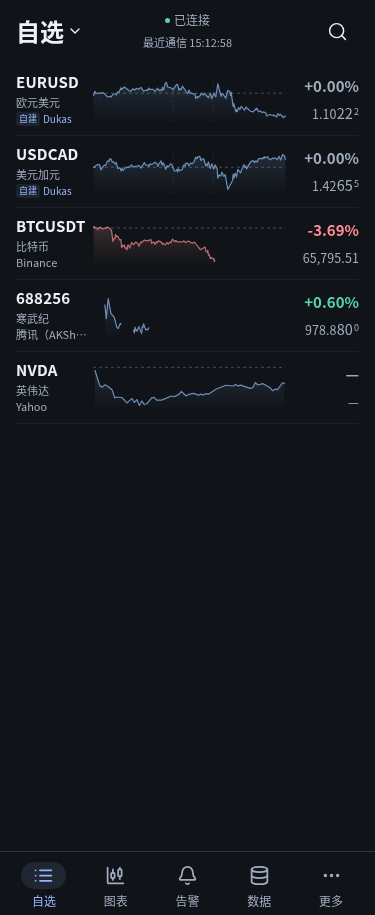 自选
已连接
最近通信 15:12:58
EURUSD
欧元美元
自建 Dukas
+0.00%
1.1022²
USDCAD
美元加元
自建 Dukas
+0.00%
1.4265⁵
BTCUSDT
比特币
Binance
-3.69%
65,795.51
688256
寒武纪
腾讯（AKSh…
+0.60%
978.880⁰
NVDA
英伟达
Yahoo
—
—
自选
图表
告警
数据
更多